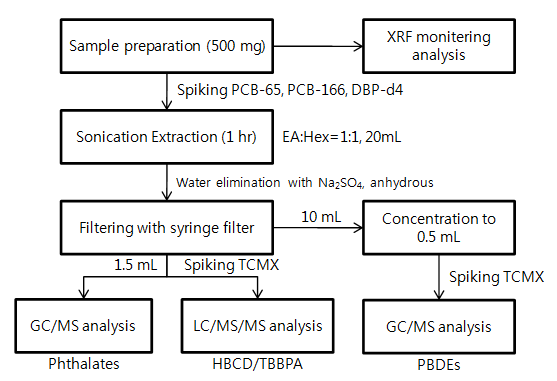 Sample preparation (500 mg)
XRF monitering
analysis
Spiking PCB-65, PCB-166, DBP-d4
Sonication Extraction (1 hr)
EA:Hex=1:1, 20mL
Water elimination with Na₂SO₄, anhydrous
Filtering with syringe filter
10 mL
Concentration to
0.5 mL
1.5 mL
Spiking TCMX
Spiking TCMX
GC/MS analysis
LC/MS/MS analysis
GC/MS analysis
Phthalates
HBCD/TBBPA
PBDEs